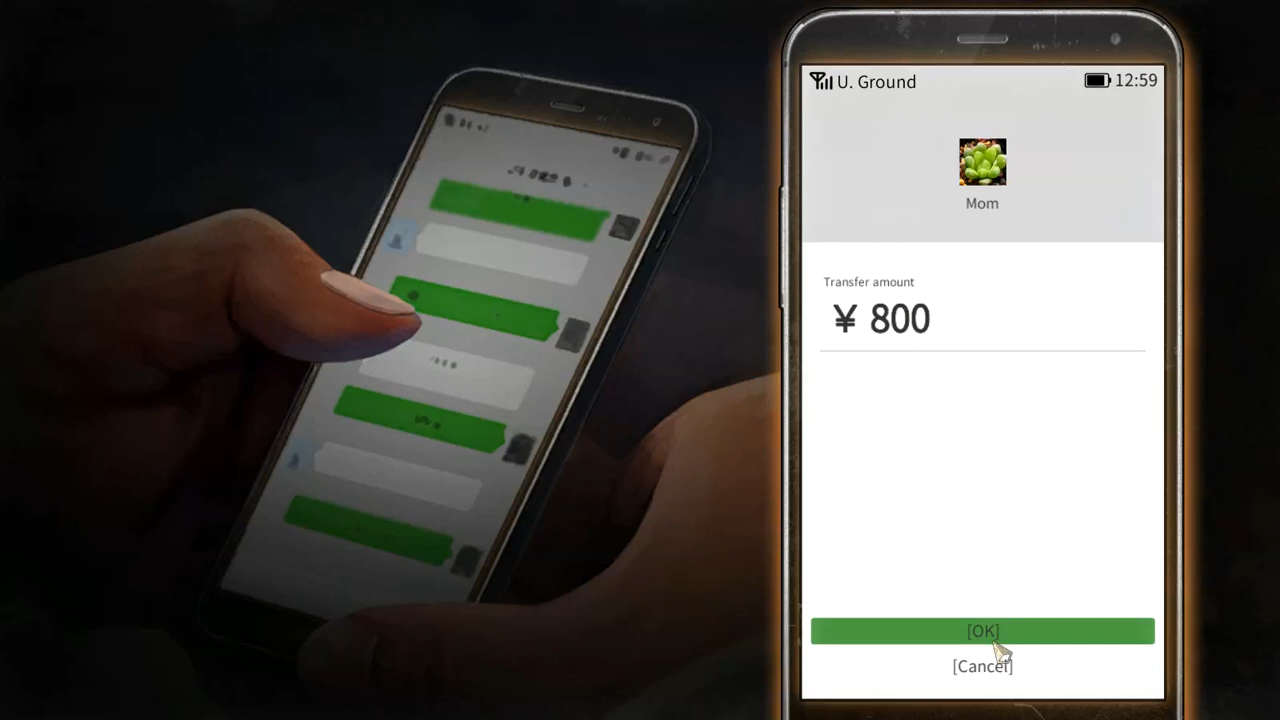 U. Ground
12:59
Mom
Transfer amount
¥ 800
[OK]
[Cancel]